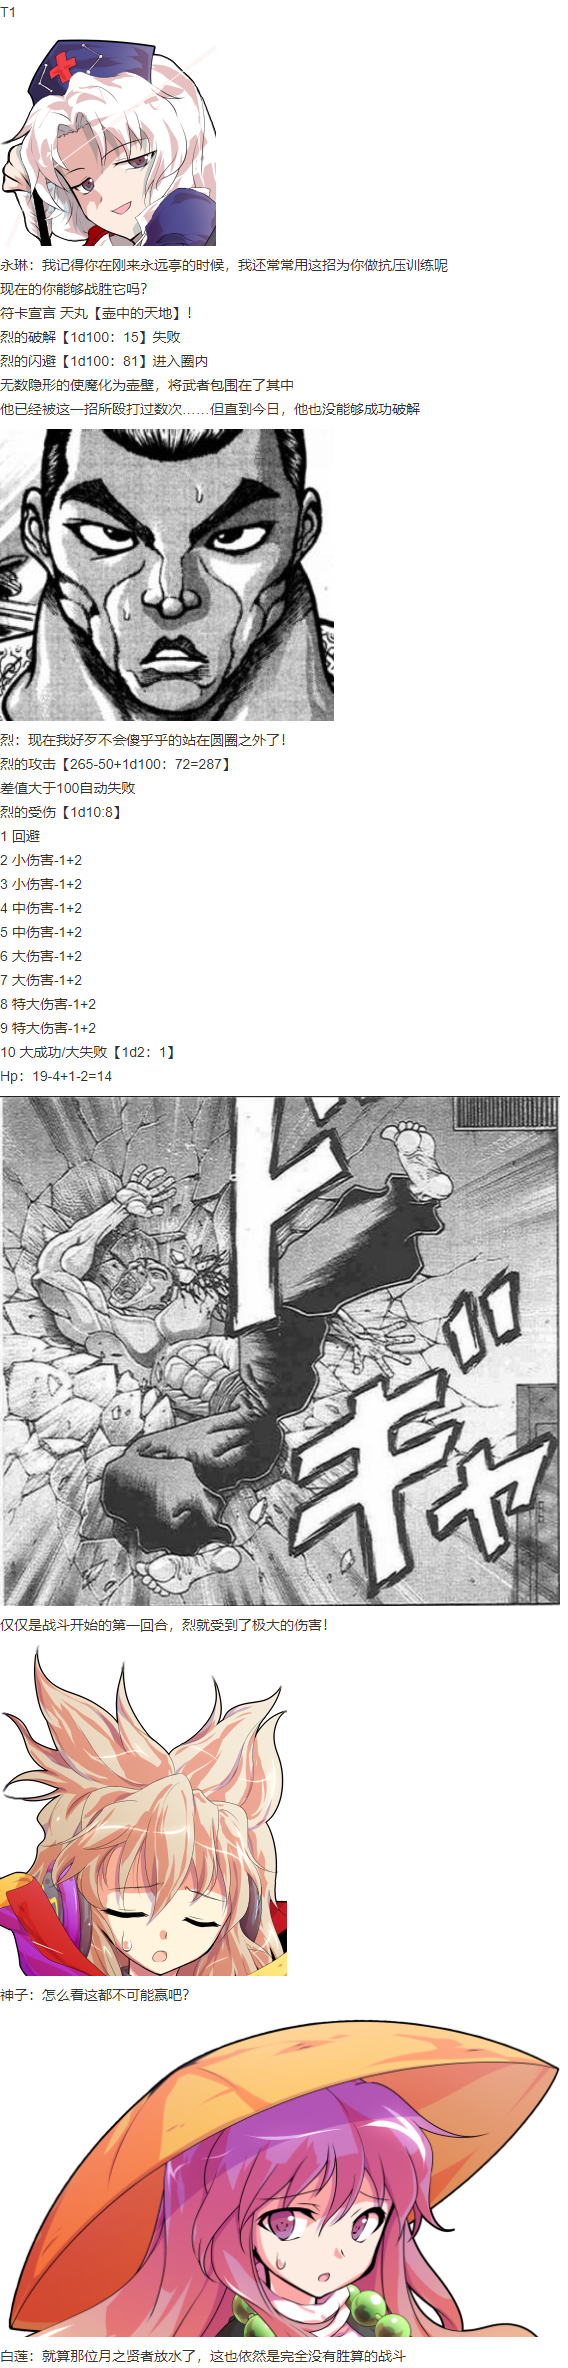 T1
永琳：我记得你在刚来永远亭的时候，我还常常用这招为你做抗压训练呢
现在的你能够战胜它吗？
符卡宣言 天丸【壶中的天地】！
烈的破解【1d100：15】失败
烈的闪避【1d100：81】进入圈内
无数隐形的使魔化为壶壁，将武者包围在了其中
他已经被这一招所殴打过数次……但直到今日，他也没能够成功破解
烈：现在我好歹不会傻乎乎的站在圆圈之外了！
烈的攻击【265-50+1d100：72=287】
差值大于100自动失败
烈的受伤【1d10:8】
1 回避
2 小伤害-1+2
3 小伤害-1+2
4 中伤害-1+2
5 中伤害-1+2
6 大伤害-1+2
7 大伤害-1+2
8 特大伤害-1+2
9 特大伤害-1+2
10 大成功/大失败【1d2：1】
Hp：19-4+1-2=14
ド
ギャ
仅仅是战斗开始的第一回合，烈就受到了极大的伤害！
神子：怎么看这都不可能赢吧？
白莲：就算那位月之贤者放水了，这也依然是完全没有胜算的战斗